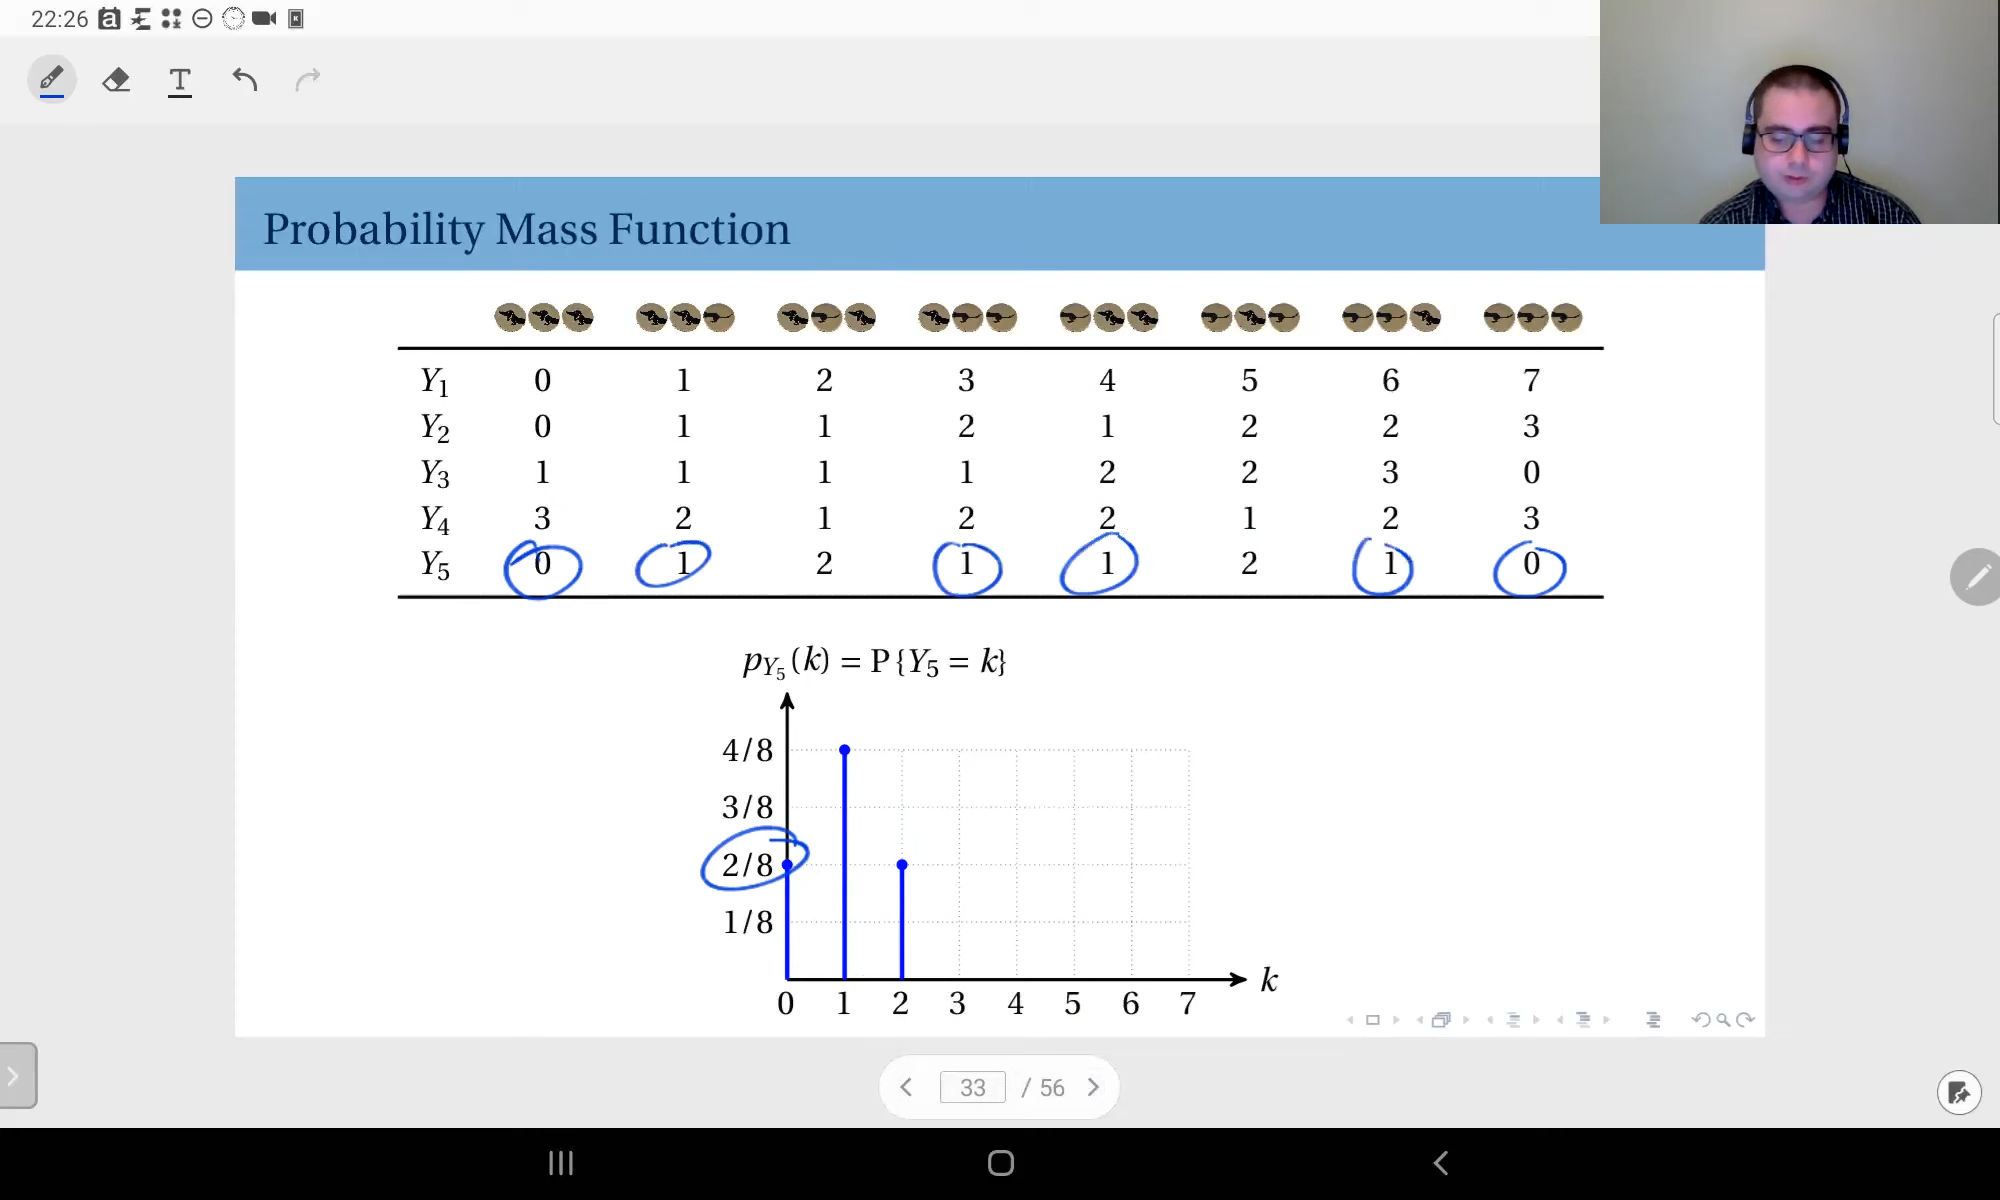 22:26
T
Probability Mass Function
Y1 0 1 2 3 4 5 6 7
Y2 0 1 1 2 1 2 2 3
Y3 1 1 1 1 2 2 3 0
Y4 3 2 1 2 2 1 2 3
Y5 0 1 2 1 1 2 1 0
pY5(k) = P{Y5 = k}
4/8
3/8
2/8
1/8
0 1 2 3 4 5 6 7
k
33 / 56